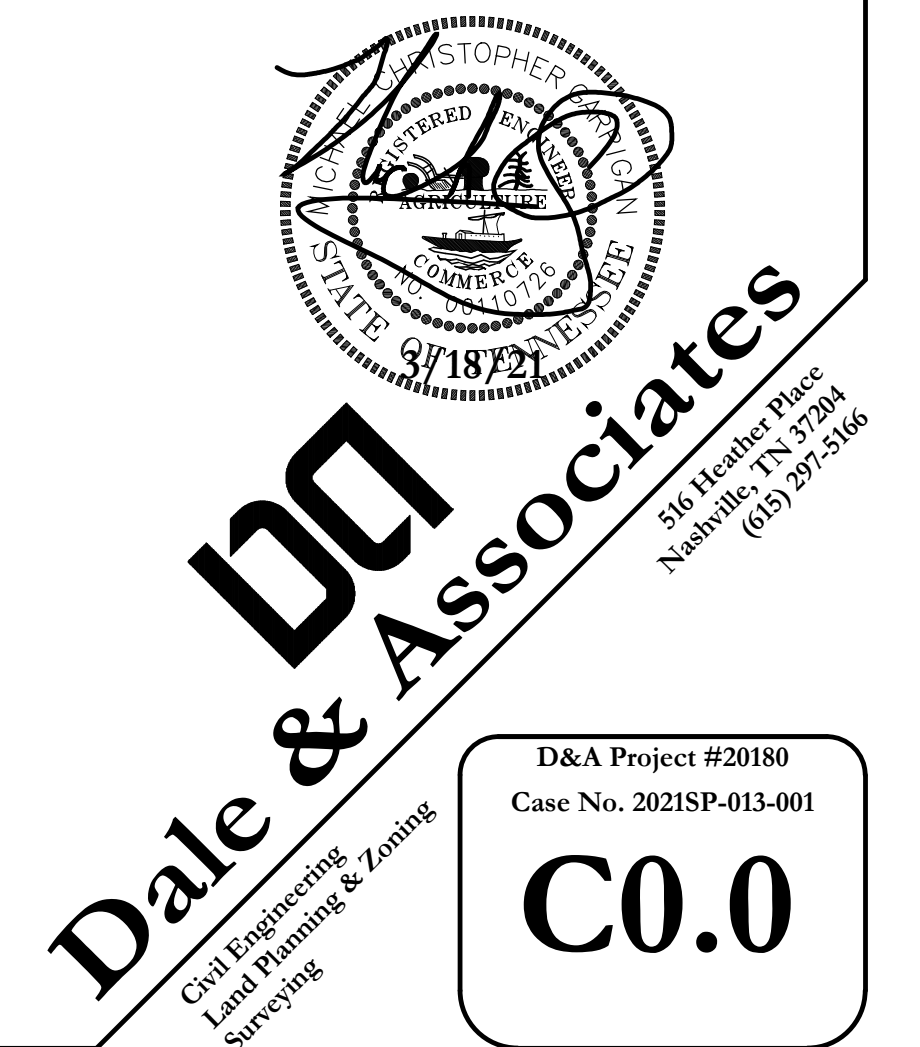 MICHAEL CHRISTOPHER GARRIGAN
REGISTERED ENGINEER
AGRICULTURE
COMMERCE
NO. 00110726
STATE OF TENNESSEE
3/18/21
Dale & Associates
516 Heather Place
Nashville, TN 37204
(615) 297-5166
Civil Engineering
Land Planning & Zoning
Surveying
D&A Project #20180
Case No. 2021SP-013-001
C0.0